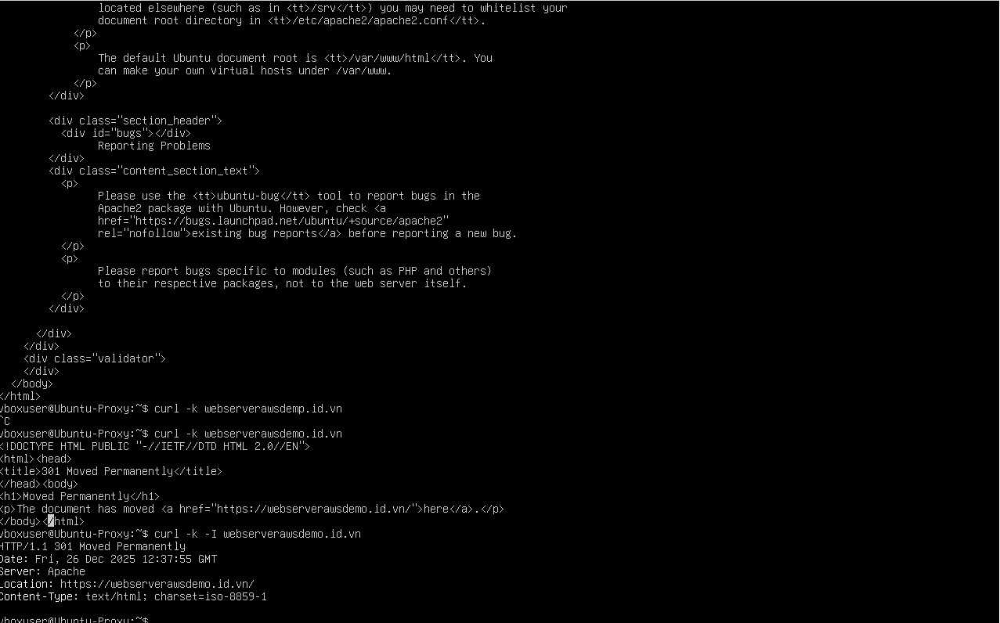 located elsewhere (such as in <tt>/srv</tt>) you may need to whitelist your
document root directory in <tt>/etc/apache2/apache2.conf</tt>.
</p>
<p>
The default Ubuntu document root is <tt>/var/www/html</tt>. You
can make your own virtual hosts under /var/www.
</p>
</div>
<div class="section_header">
<div id="bugs"></div>
Reporting Problems
</div>
<div class="content_section_text">
<p>
Please use the <tt>ubuntu-bug</tt> tool to report bugs in the
Apache2 package with Ubuntu. However, check <a
href="https://bugs.launchpad.net/ubuntu/+source/apache2"
rel="nofollow">existing bug reports</a> before reporting a new bug.
</p>
<p>
Please report bugs specific to modules (such as PHP and others)
to their respective packages, not to the web server itself.
</p>
</div>
</div>
</div>
<div class="validator">
</div>
</body>
</html>
vboxuser@Ubuntu-Proxy:~$ curl -k webserverawsdemp.id.vn
^C
vboxuser@Ubuntu-Proxy:~$ curl -k webserverawsdemo.id.vn
<!DOCTYPE HTML PUBLIC "-//IETF//DTD HTML 2.0//EN">
<html><head>
<title>301 Moved Permanently</title>
</head><body>
<h1>Moved Permanently</h1>
<p>The document has moved <a href="https://webserverawsdemo.id.vn/">here</a>.</p>
</body></html>
vboxuser@Ubuntu-Proxy:~$ curl -k -I webserverawsdemo.id.vn
HTTP/1.1 301 Moved Permanently
Date: Fri, 26 Dec 2025 12:37:55 GMT
Server: Apache
Location: https://webserverawsdemo.id.vn/
Content-Type: text/html; charset=iso-8859-1
vboxuser@Ubuntu-Proxy:~$